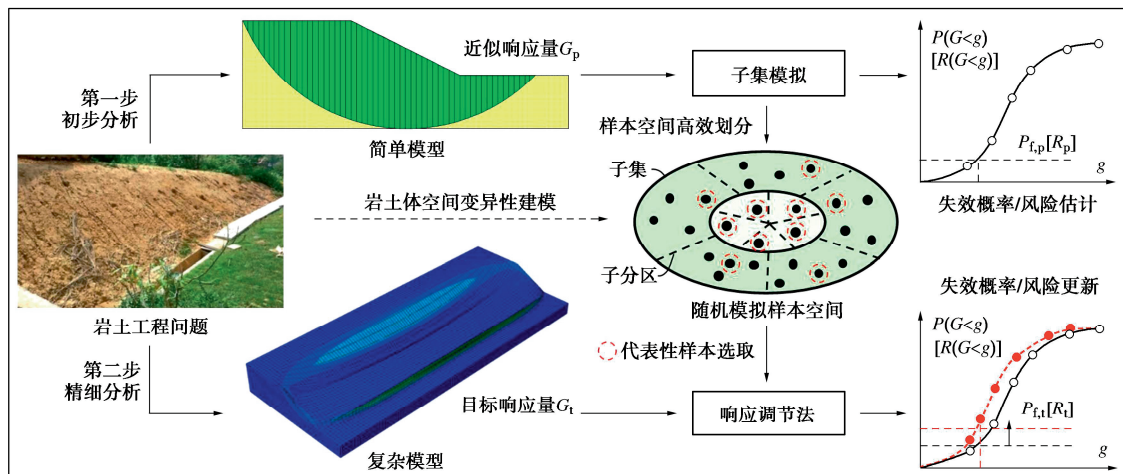 第一步
初步分析
近似响应量Gp
简单模型
子集模拟
样本空间高效划分
P(G<g)
[R(G<g)]
Pf,p[Rp]
g
失效概率/风险估计
岩土工程问题
岩土体空间变异性建模
子集
子分区
随机模拟样本空间
代表性样本选取
第二步
精细分析
目标响应量Gt
复杂模型
响应调节法
失效概率/风险更新
P(G<g)
[R(G<g)]
Pf,t[Rt]
g